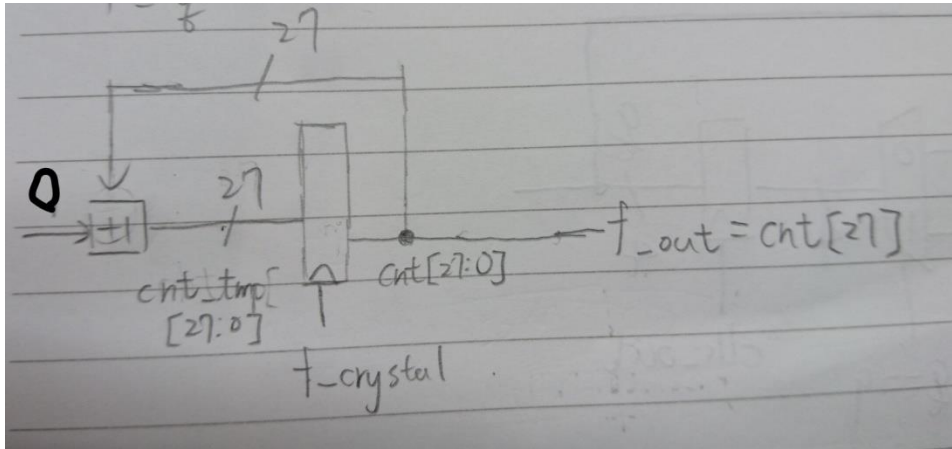 27
0
27
±1
f_out = cnt[27]
cnt[27:0]
cnt_tmp[
[27:0]
f_crystal